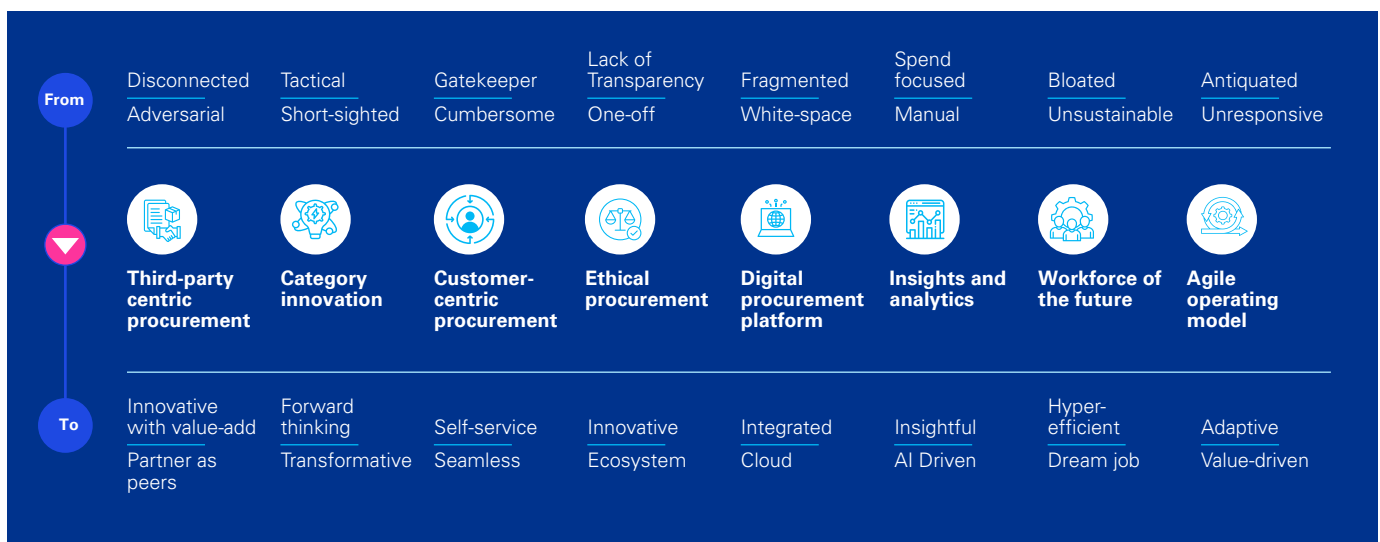 From
Disconnected
Adversarial
Tactical
Short-sighted
Gatekeeper
Cumbersome
Lack of
Transparency
One-off
Fragmented
White-space
Spend
focused
Manual
Bloated
Unsustainable
Antiquated
Unresponsive
Third-party
centric
procurement
Category
innovation
Customer-
centric
procurement
Ethical
procurement
Digital
procurement
platform
Insights and
analytics
Workforce of
the future
Agile
operating
model
To
Innovative
with value-add
Partner as
peers
Forward
thinking
Transformative
Self-service
Seamless
Innovative
Ecosystem
Integrated
Cloud
Insightful
AI Driven
Hyper-
efficient
Dream job
Adaptive
Value-driven